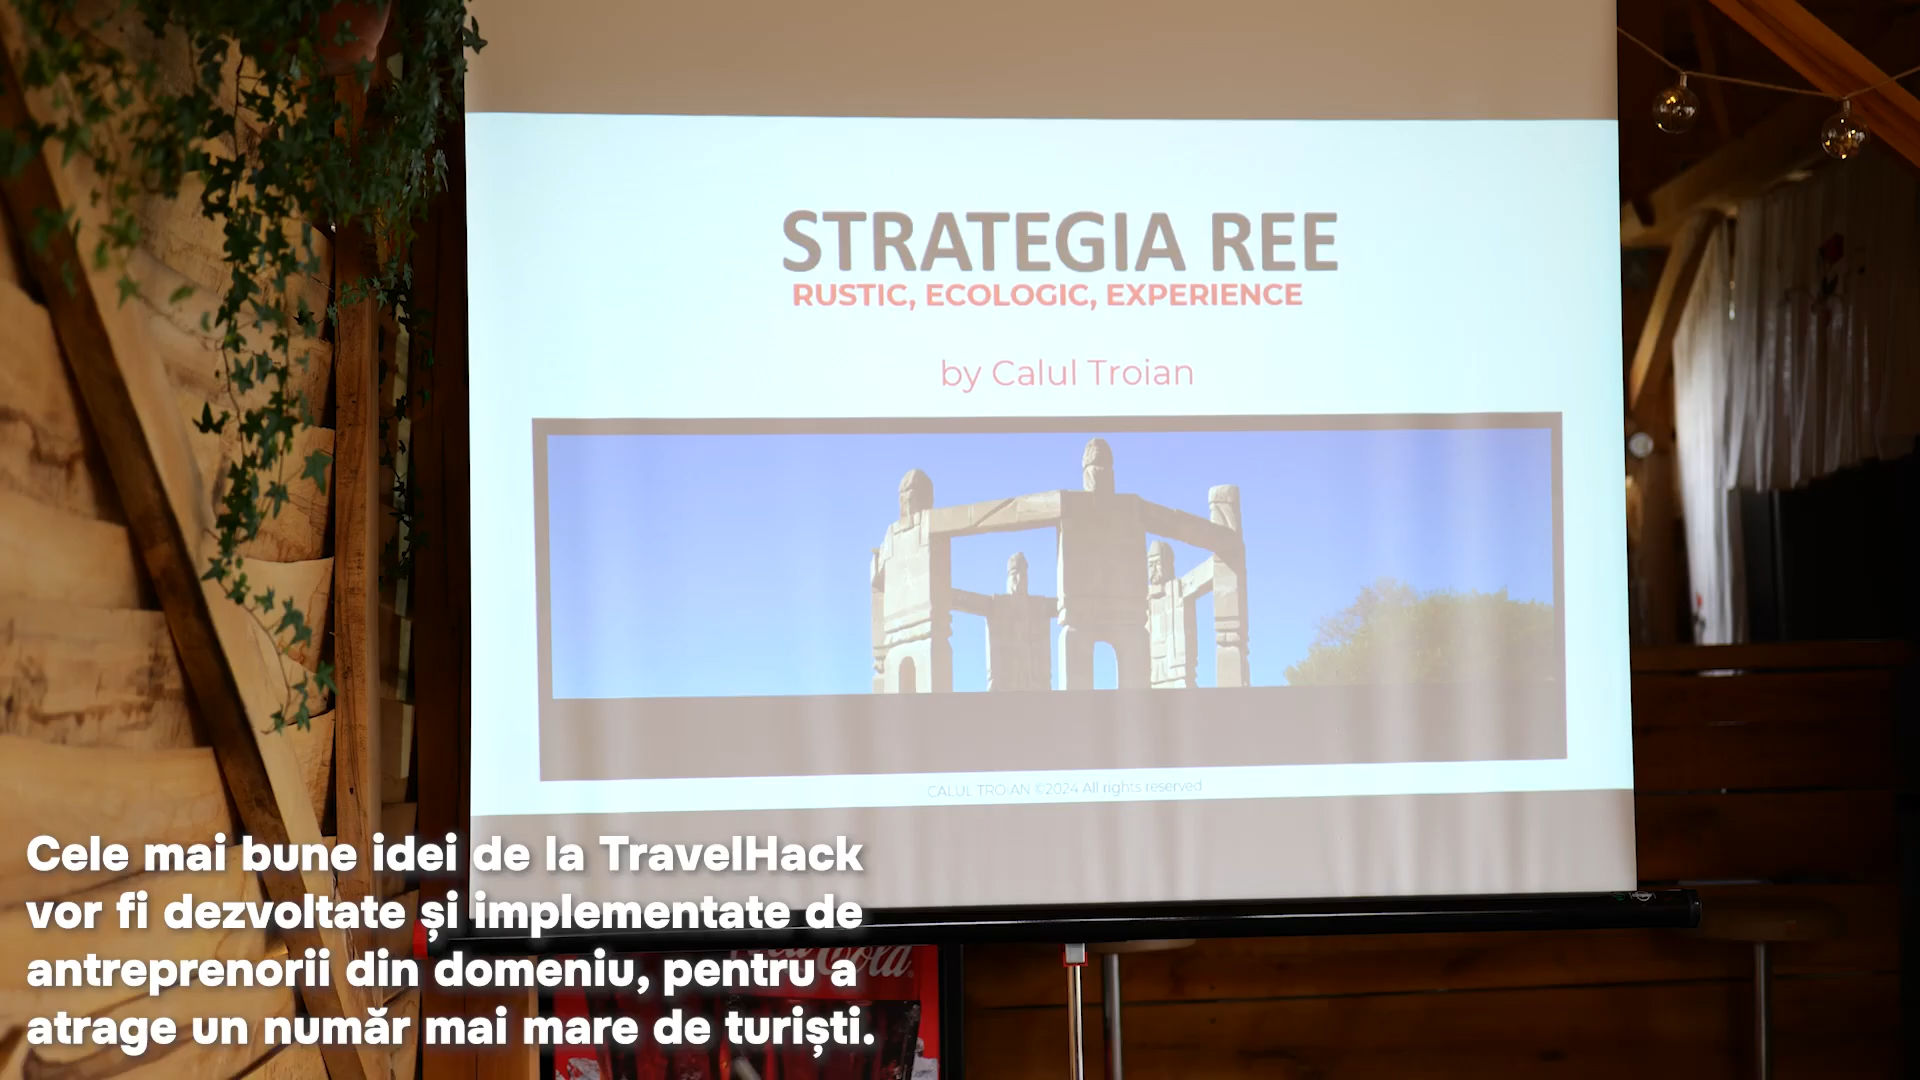 STRATEGIA REE
RUSTIC, ECOLOGIC, EXPERIENCE
by Calul Troian
CALUL TROIAN ©2024 All rights reserved
Cele mai bune idei de la TravelHack
vor fi dezvoltate și implementate de
antreprenorii din domeniu, pentru a
atrage un număr mai mare de turiști.
Coca Cola